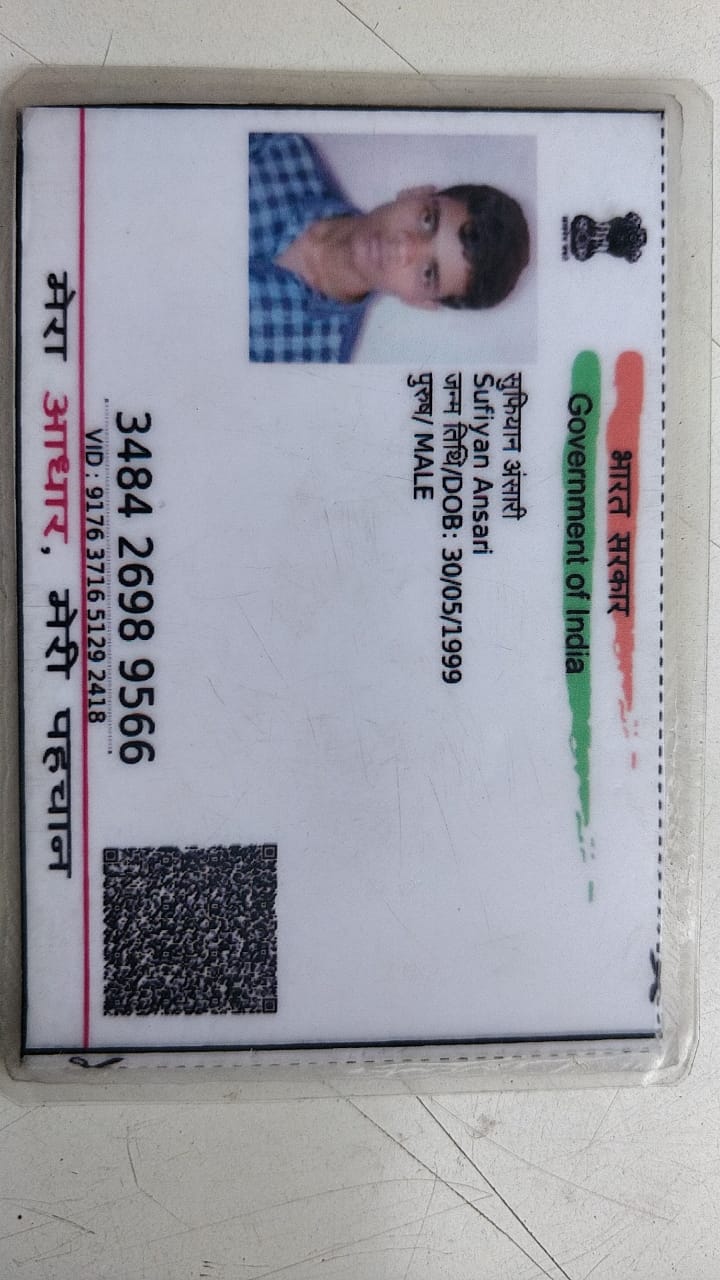 भारत सरकार
Government of India
सुफियान अंसारी
Sufiyan Ansari
जन्म तिथि/DOB: 30/05/1999
पुरुष/ MALE
3484 2698 9566
VID : 9176 3716 5129 2418
मेरा आधार, मेरी पहचान